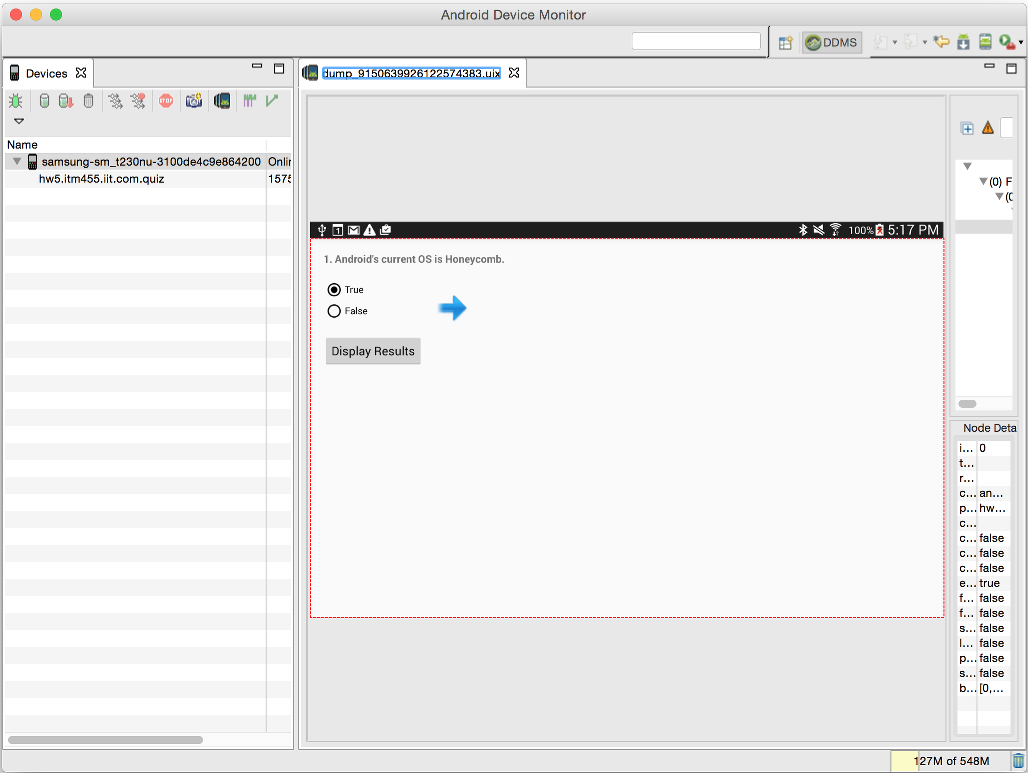 Android Device Monitor
DDMS
Devices
dump_9150639926122574383.uix
Name
samsung-sm_t230nu-3100de4c9e864200 Onlin
hw5.itm455.iit.com.quiz 1575
1 100% 5:17 PM
1. Android's current OS is Honeycomb.
True
False
Display Results
(0) F
(0
Node Deta
i... 0
t...
r...
c... an...
p... hw...
c...
c... false
c... false
c... false
e... true
f... false
f... false
s... false
l... false
p... false
s... false
b... [0,...
127M of 548M